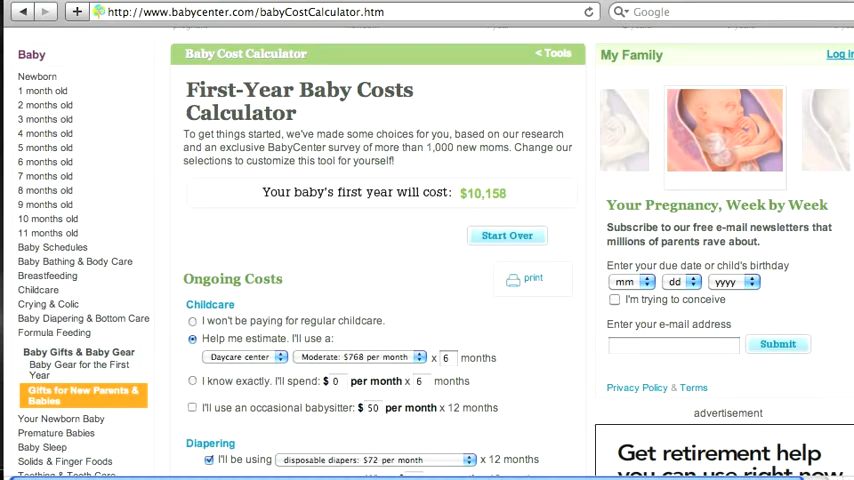 http://www.babycenter.com/babyCostCalculator.htm
Google
Baby
Newborn
1 month old
2 months old
3 months old
4 months old
5 months old
6 months old
7 months old
8 months old
9 months old
10 months old
11 months old
Baby Schedules
Baby Bathing & Body Care
Breastfeeding
Childcare
Crying & Colic
Baby Diapering & Bottom Care
Formula Feeding
Baby Gifts & Baby Gear
Baby Gear for the First
Year
Gifts for New Parents &
Babies
Your Newborn Baby
Premature Babies
Baby Sleep
Solids & Finger Foods
Teething & Tooth Care
Baby Cost Calculator
< Tools
First-Year Baby Costs
Calculator
To get things started, we've made some choices for you, based on our research
and an exclusive BabyCenter survey of more than 1,000 new moms. Change our
selections to customize this tool for yourself!
Your baby's first year will cost: $10,158
Start Over
Ongoing Costs
print
Childcare
I won't be paying for regular childcare.
Help me estimate. I'll use a:
Daycare center Moderate: $768 per month x 6 months
I know exactly. I'll spend: $ 0 per month x 6 months
I'll use an occasional babysitter: $ 50 per month x 12 months
Diapering
I'll be using disposable diapers: $72 per month x 12 months
My Family
Log in
Your Pregnancy, Week by Week
Subscribe to our free e-mail newsletters that
millions of parents rave about.
Enter your due date or child's birthday
mm dd yyyy
I'm trying to conceive
Enter your e-mail address
Submit
Privacy Policy & Terms
advertisement
Get retirement help
you can use right now